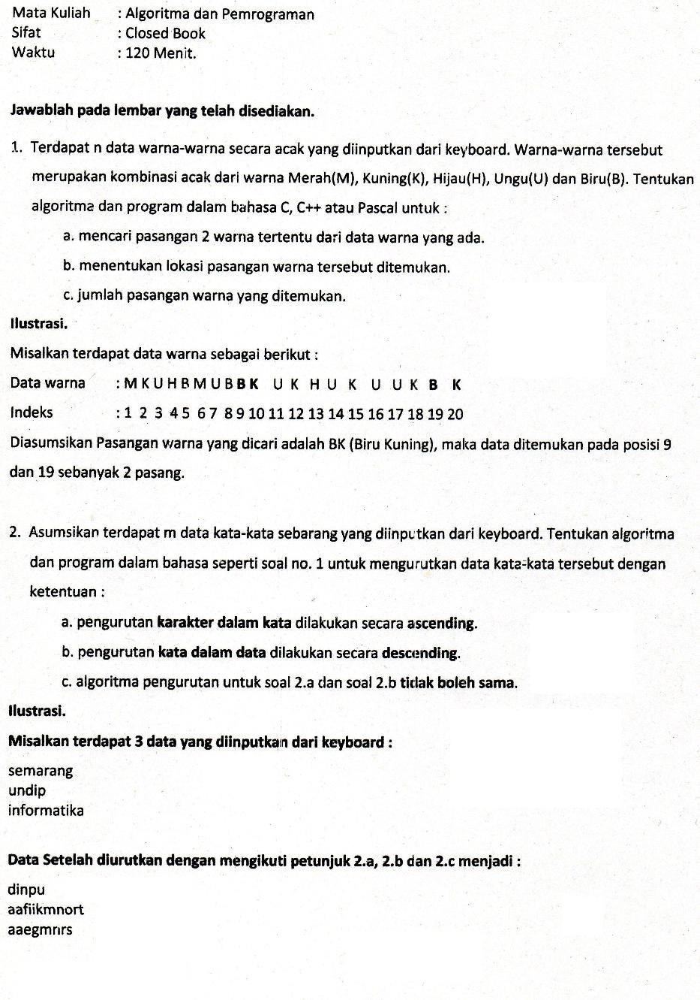 Mata Kuliah : Algoritma dan Pemrograman
Sifat : Closed Book
Waktu : 120 Menit.
Jawablah pada lembar yang telah disediakan.
1. Terdapat n data warna-warna secara acak yang diinputkan dari keyboard. Warna-warna tersebut
merupakan kombinasi acak dari warna Merah(M), Kuning(K), Hijau(H), Ungu(U) dan Biru(B). Tentukan
algoritma dan program dalam bahasa C, C++ atau Pascal untuk :
a. mencari pasangan 2 warna tertentu dari data warna yang ada.
b. menentukan lokasi pasangan warna tersebut ditemukan.
c. jumlah pasangan warna yang ditemukan.
Ilustrasi.
Misalkan terdapat data warna sebagai berikut :
Data warna : M K U H B M U B B K U K H U K U U K B K
Indeks : 1 2 3 4 5 6 7 8 9 10 11 12 13 14 15 16 17 18 19 20
Diasumsikan Pasangan warna yang dicari adalah BK (Biru Kuning), maka data ditemukan pada posisi 9
dan 19 sebanyak 2 pasang.
2. Asumsikan terdapat m data kata-kata sebarang yang diinputkan dari keyboard. Tentukan algoritma
dan program dalam bahasa seperti soal no. 1 untuk mengurutkan data kata-kata tersebut dengan
ketentuan :
a. pengurutan karakter dalam kata dilakukan secara ascending.
b. pengurutan kata dalam data dilakukan secara descending.
c. algoritma pengurutan untuk soal 2.a dan soal 2.b tidak boleh sama.
Ilustrasi.
Misalkan terdapat 3 data yang diinputkan dari keyboard :
semarang
undip
informatika
Data Setelah diurutkan dengan mengikuti petunjuk 2.a, 2.b dan 2.c menjadi :
dinpu
aafiikmnort
aaegmnrs